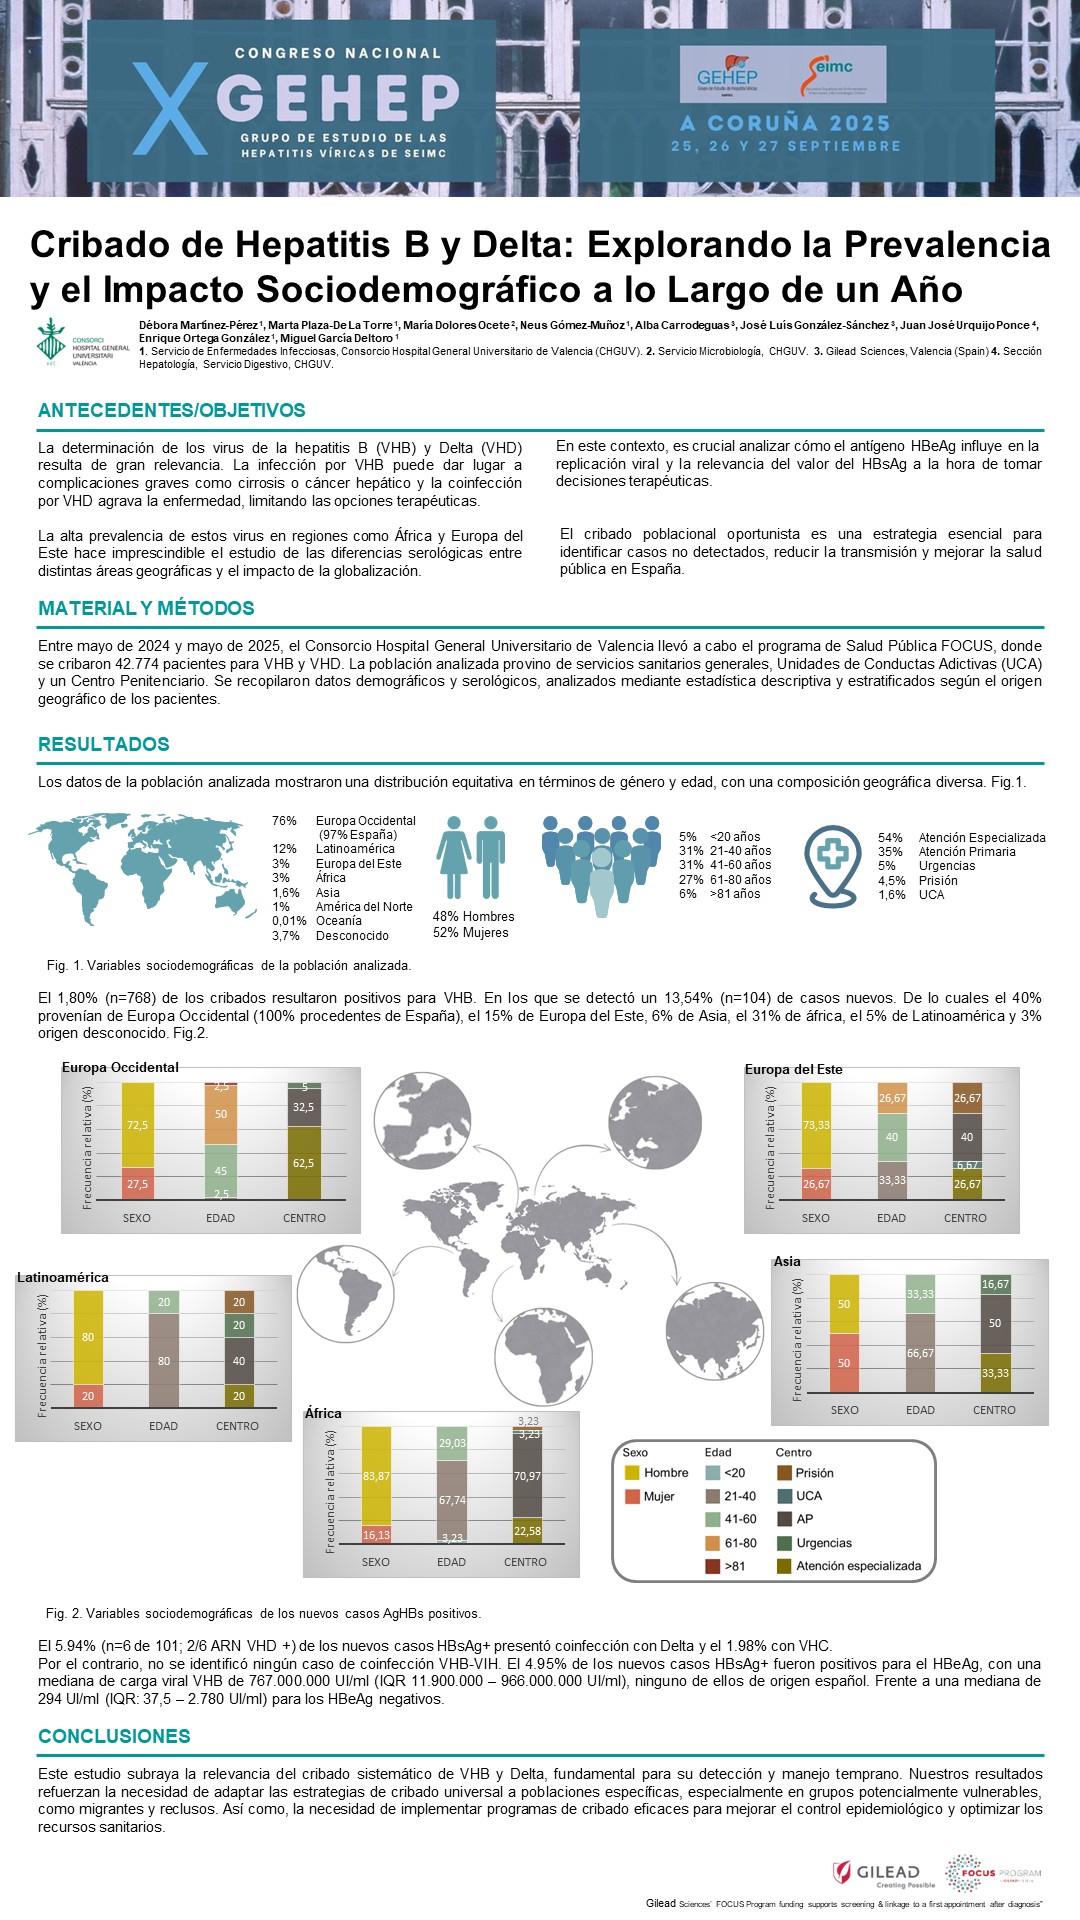 CONGRESO NACIONAL
X GEHEP
GRUPO DE ESTUDIO DE LAS
HEPATITIS VÍRICAS DE SEIMC
GEHEP
Seimc
A CORUÑA 2025
25, 26 Y 27 SEPTIEMBRE
Cribado de Hepatitis B y Delta: Explorando la Prevalencia
y el Impacto Sociodemográfico a lo Largo de un Año
CONSORCI
HOSPITAL GENERAL
UNIVERSITARI
VALÈNCIA
Débora Martínez-Pérez 1, Marta Plaza-De La Torre 1, María Dolores Ocete 2, Neus Gómez-Muñoz 1, Alba Carrodeguas 3, José Luís González-Sánchez 3, Juan José Urquijo Ponce 4,
Enrique Ortega González 1, Miguel García Deltoro 1
1. Servicio de Enfermedades Infecciosas, Consorcio Hospital General Universitario de Valencia (CHGUV). 2. Servicio Microbiología, CHGUV. 3. Gilead Sciences, Valencia (Spain) 4. Sección
Hepatología, Servicio Digestivo, CHGUV.
ANTECEDENTES/OBJETIVOS
La determinación de los virus de la hepatitis B (VHB) y Delta (VHD)
resulta de gran relevancia. La infección por VHB puede dar lugar a
complicaciones graves como cirrosis o cáncer hepático y la coinfección
por VHD agrava la enfermedad, limitando las opciones terapéuticas.
La alta prevalencia de estos virus en regiones como África y Europa del
Este hace imprescindible el estudio de las diferencias serológicas entre
distintas áreas geográficas y el impacto de la globalización.
En este contexto, es crucial analizar cómo el antígeno HBeAg influye en la
replicación viral y la relevancia del valor del HBsAg a la hora de tomar
decisiones terapéuticas.
El cribado poblacional oportunista es una estrategia esencial para
identificar casos no detectados, reducir la transmisión y mejorar la salud
pública en España.
MATERIAL Y MÉTODOS
Entre mayo de 2024 y mayo de 2025, el Consorcio Hospital General Universitario de Valencia llevó a cabo el programa de Salud Pública FOCUS, donde
se cribaron 42.774 pacientes para VHB y VHD. La población analizada provino de servicios sanitarios generales, Unidades de Conductas Adictivas (UCA)
y un Centro Penitenciario. Se recopilaron datos demográficos y serológicos, analizados mediante estadística descriptiva y estratificados según el origen
geográfico de los pacientes.
RESULTADOS
Los datos de la población analizada mostraron una distribución equitativa en términos de género y edad, con una composición geográfica diversa. Fig.1.
76% Europa Occidental
(97% España)
12% Latinoamérica
3% Europa del Este
3% África
1,6% Asia
1% América del Norte
0,01% Oceanía
3,7% Desconocido
48% Hombres
52% Mujeres
5% <20 años
31% 21-40 años
31% 41-60 años
27% 61-80 años
6% >81 años
54% Atención Especializada
35% Atención Primaria
5% Urgencias
4,5% Prisión
1,6% UCA
Fig. 1. Variables sociodemográficas de la población analizada.
El 1,80% (n=768) de los cribados resultaron positivos para VHB. En los que se detectó un 13,54% (n=104) de casos nuevos. De lo cuales el 40%
provenían de Europa Occidental (100% procedentes de España), el 15% de Europa del Este, 6% de Asia, el 31% de áfrica, el 5% de Latinoamérica y 3%
origen desconocido. Fig.2.
Europa Occidental
Frecuencia relativa (%)
72,5
27,5
2,5
50
45
2,5
5
32,5
62,5
SEXO EDAD CENTRO
Europa del Este
Frecuencia relativa (%)
73,33
26,67
26,67
40
33,33
26,67
40
6,67
26,67
SEXO EDAD CENTRO
Latinoamérica
Frecuencia relativa (%)
80
20
20
80
20
20
40
20
SEXO EDAD CENTRO
Asia
Frecuencia relativa (%)
50
50
33,33
66,67
16,67
50
33,33
SEXO EDAD CENTRO
África
Frecuencia relativa (%)
83,87
16,13
29,03
67,74
3,23
3,23
3,23
70,97
22,58
SEXO EDAD CENTRO
Sexo Edad Centro
Hombre <20 Prisión
Mujer 21-40 UCA
41-60 AP
61-80 Urgencias
>81 Atención especializada
Fig. 2. Variables sociodemográficas de los nuevos casos AgHBs positivos.
El 5.94% (n=6 de 101; 2/6 ARN VHD +) de los nuevos casos HBsAg+ presentó coinfección con Delta y el 1.98% con VHC.
Por el contrario, no se identificó ningún caso de coinfección VHB-VIH. El 4.95% de los nuevos casos HBsAg+ fueron positivos para el HBeAg, con una
mediana de carga viral VHB de 767.000.000 UI/ml (IQR 11.900.000 – 966.000.000 UI/ml), ninguno de ellos de origen español. Frente a una mediana de
294 UI/ml (IQR: 37,5 – 2.780 UI/ml) para los HBeAg negativos.
CONCLUSIONES
Este estudio subraya la relevancia del cribado sistemático de VHB y Delta, fundamental para su detección y manejo temprano. Nuestros resultados
refuerzan la necesidad de adaptar las estrategias de cribado universal a poblaciones específicas, especialmente en grupos potencialmente vulnerables,
como migrantes y reclusos. Así como, la necesidad de implementar programas de cribado eficaces para mejorar el control epidemiológico y optimizar los
recursos sanitarios.
GILEAD
Creating Possible
FOCUS PROGRAM
Gilead Sciences' FOCUS Program funding supports screening & linkage to a first appointment after diagnosis"